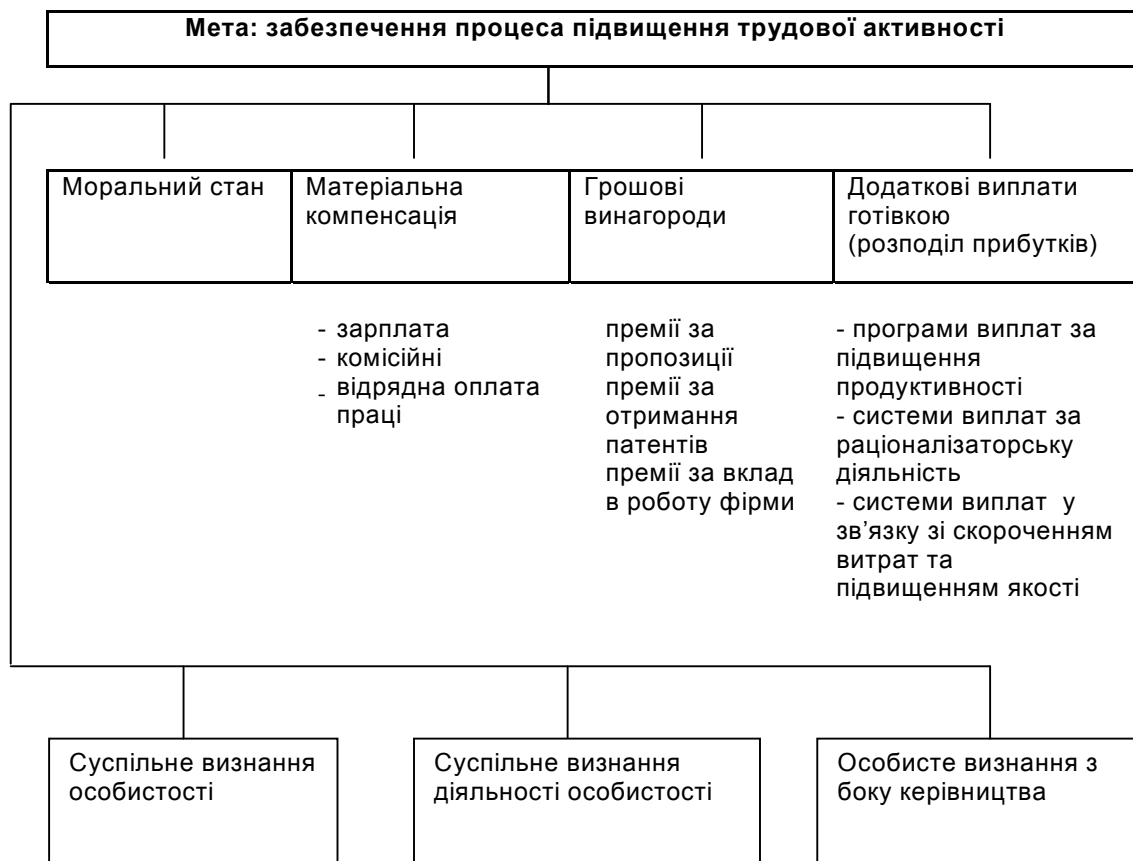 Мета: забезпечення процеса підвищення трудової активності
Моральний стан
Матеріальна
компенсація
Грошові
винагороди
Додаткові виплати
готівкою
(розподіл прибутків)
- зарплата
- комісійні
- відрядна оплата
праці
премії за
пропозиції
премії за
отримання
патентів
премії за вклад
в роботу фірми
- програми виплат за
підвищення
продуктивності
- системи виплат за
раціоналізаторську
діяльність
- системи виплат у
зв’язку зі скороченням
витрат та
підвищенням якості
Суспільне визнання
особистості
Суспільне визнання
діяльності особистості
Особисте визнання з
боку керівництва